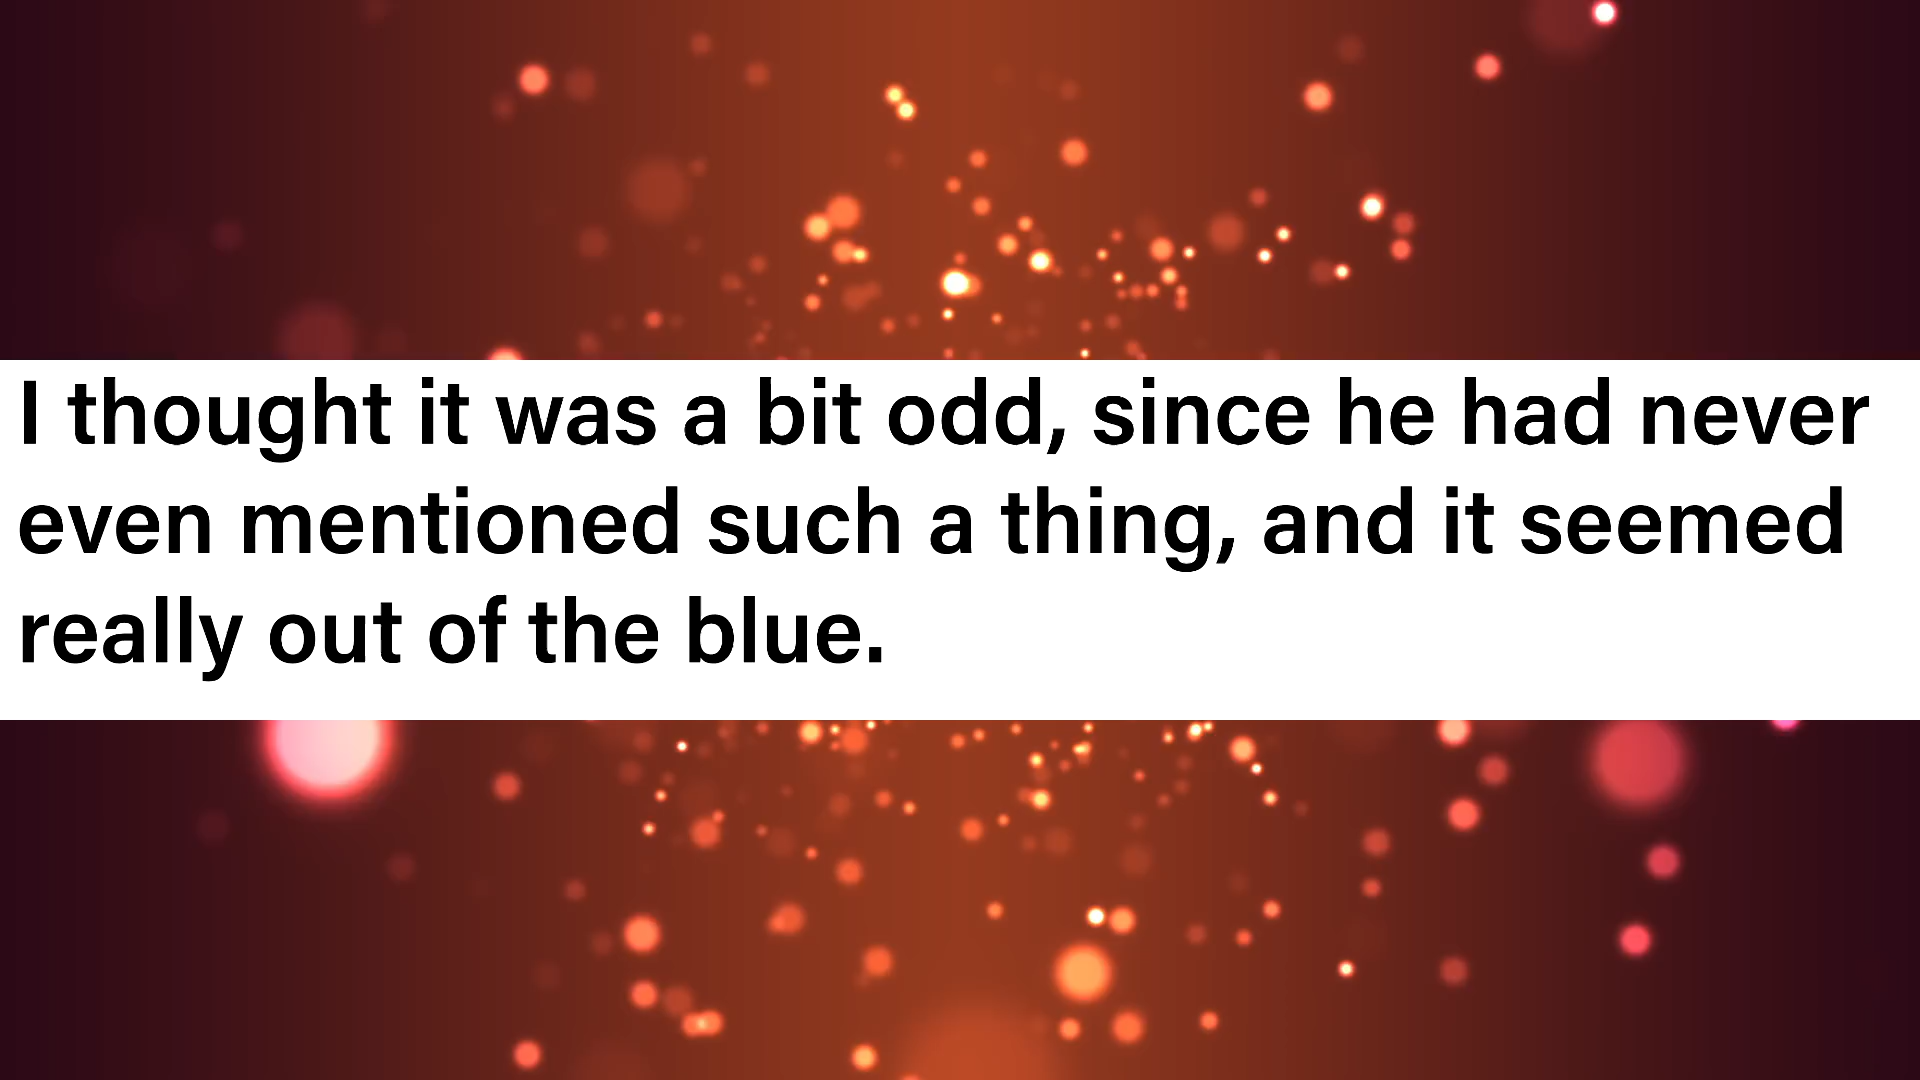 I thought it was a bit odd, since he had never
even mentioned such a thing, and it seemed
really out of the blue.